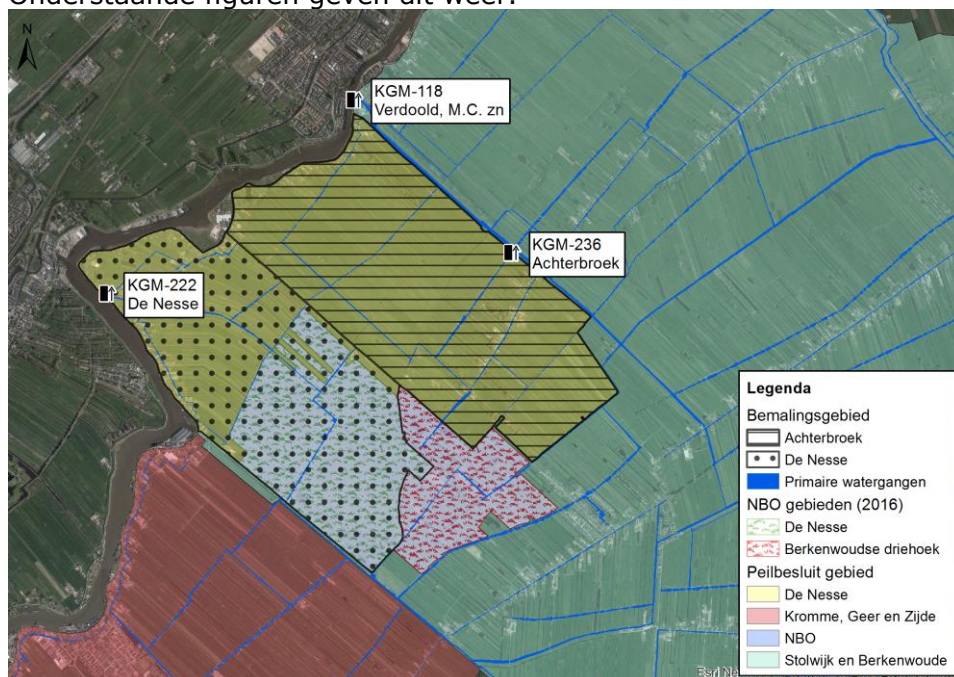 Onderstaande figuren geven dit weer:
N
KGM-118
Verdoold, M.C. zn
KGM-236
Achterbroek
KGM-222
De Nesse
Legenda
Bemalingsgebied
Achterbroek
De Nesse
Primaire watergangen
NBO gebieden (2016)
De Nesse
Berkenwoudse driehoek
Peilbesluit gebied
De Nesse
Kromme, Geer en Zijde
NBO
Stolwijk en Berkenwoude